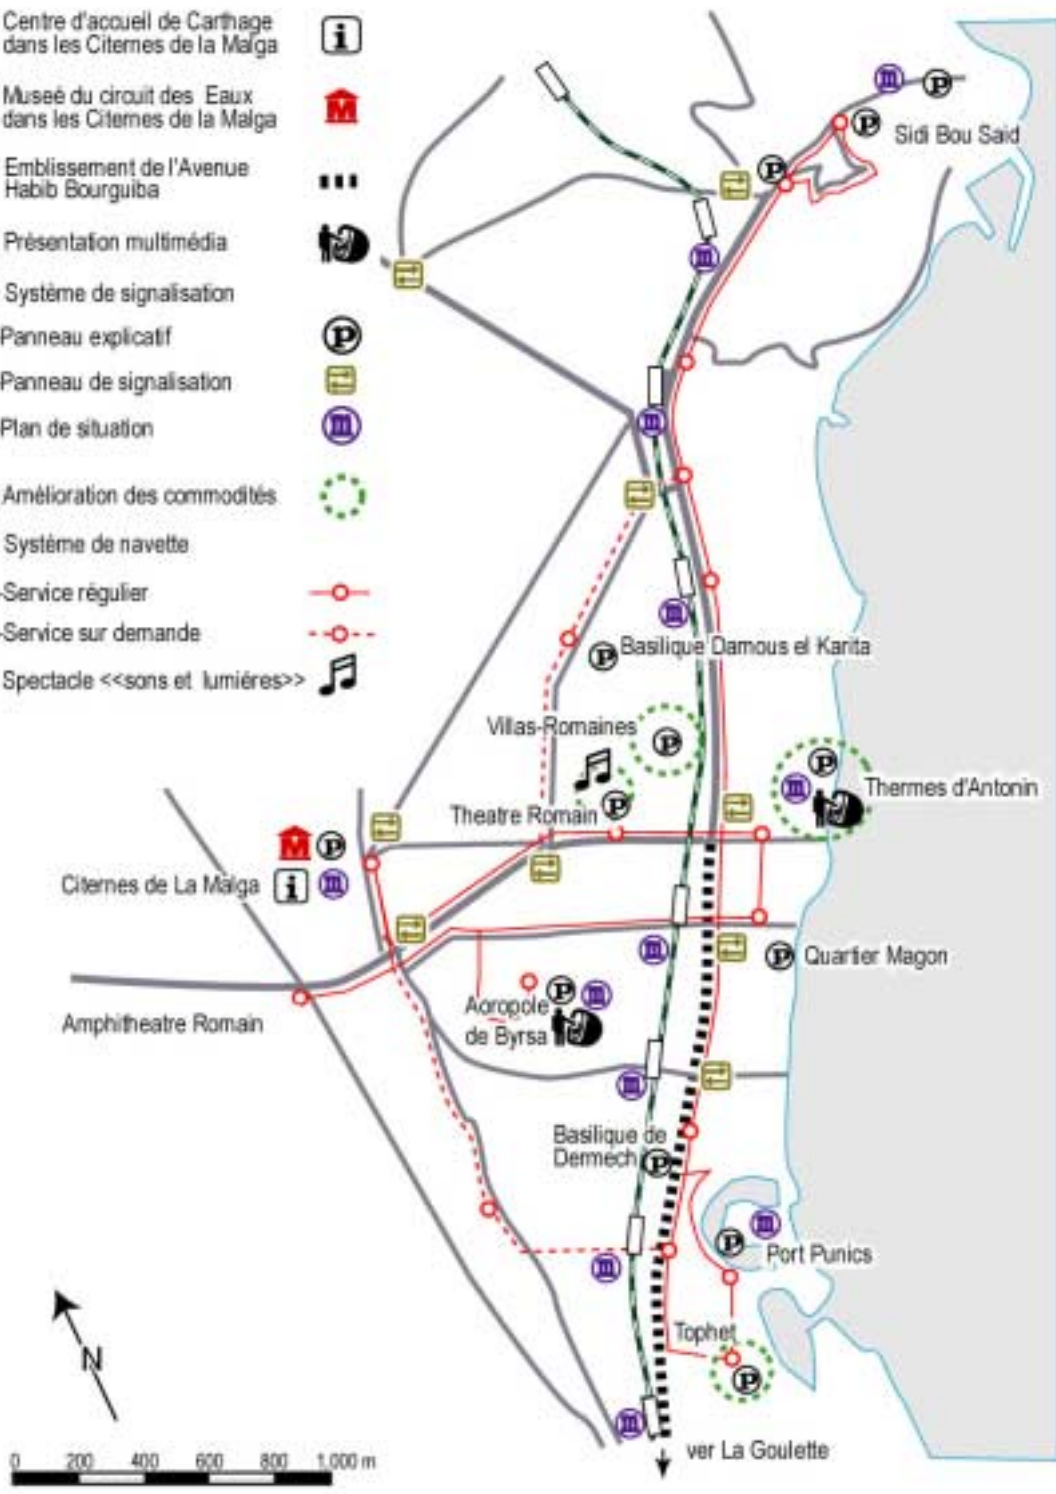 Centre d'accueil de Carthage
dans les Citernes de la Malga
Museé du circuit des Eaux
dans les Citernes de la Malga
Emblissement de l'Avenue
Habib Bourguiba
Présentation multimédia
Système de signalisation
Panneau explicatif
Panneau de signalisation
Plan de situation
Amélioration des commodités
Système de navette
-Service régulier
-Service sur demande
Spectacle <<sons et lumiéres>>
Sidi Bou Said
Basilique Damous el Karita
Villas-Romaines
Thermes d'Antonin
Theatre Romain
Citernes de La Malga
Quartier Magon
Amphitheatre Romain
Aoropole
de Byrsa
Basilique de
Dermech
Port Punics
Tophet
N
ver La Goulette
0 200 400 600 800 1,000 m